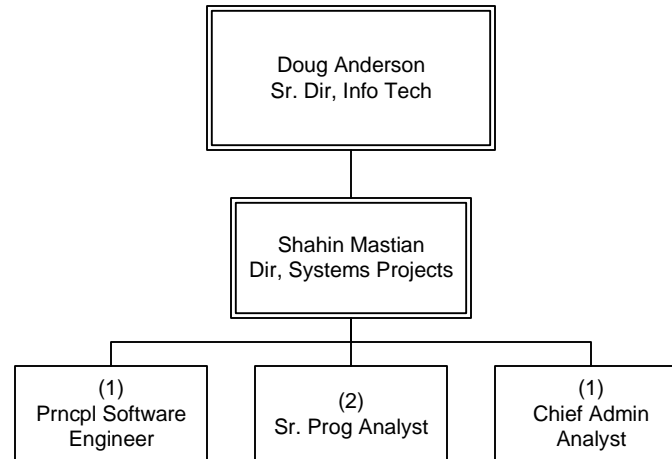 Doug Anderson
Sr. Dir, Info Tech
Shahin Mastian
Dir, Systems Projects
(1)
Prncpl Software
Engineer
(2)
Sr. Prog Analyst
(1)
Chief Admin
Analyst